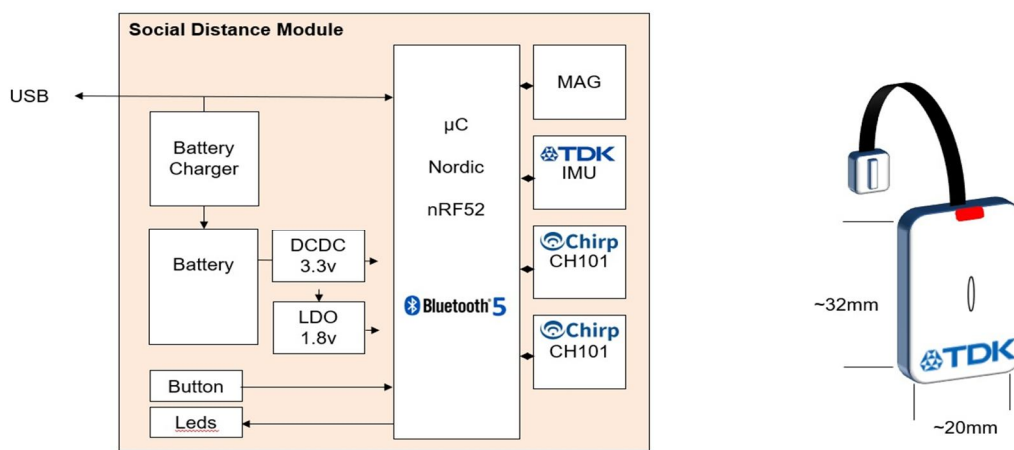 Social Distance Module
USB
Battery
Charger
Battery
DCDC
3.3v
LDO
1.8v
Button
Leds
µC
Nordic
nRF52
Bluetooth® 5
MAG
TDK
IMU
Chirp
CH101
Chirp
CH101
~32mm
TDK
~20mm